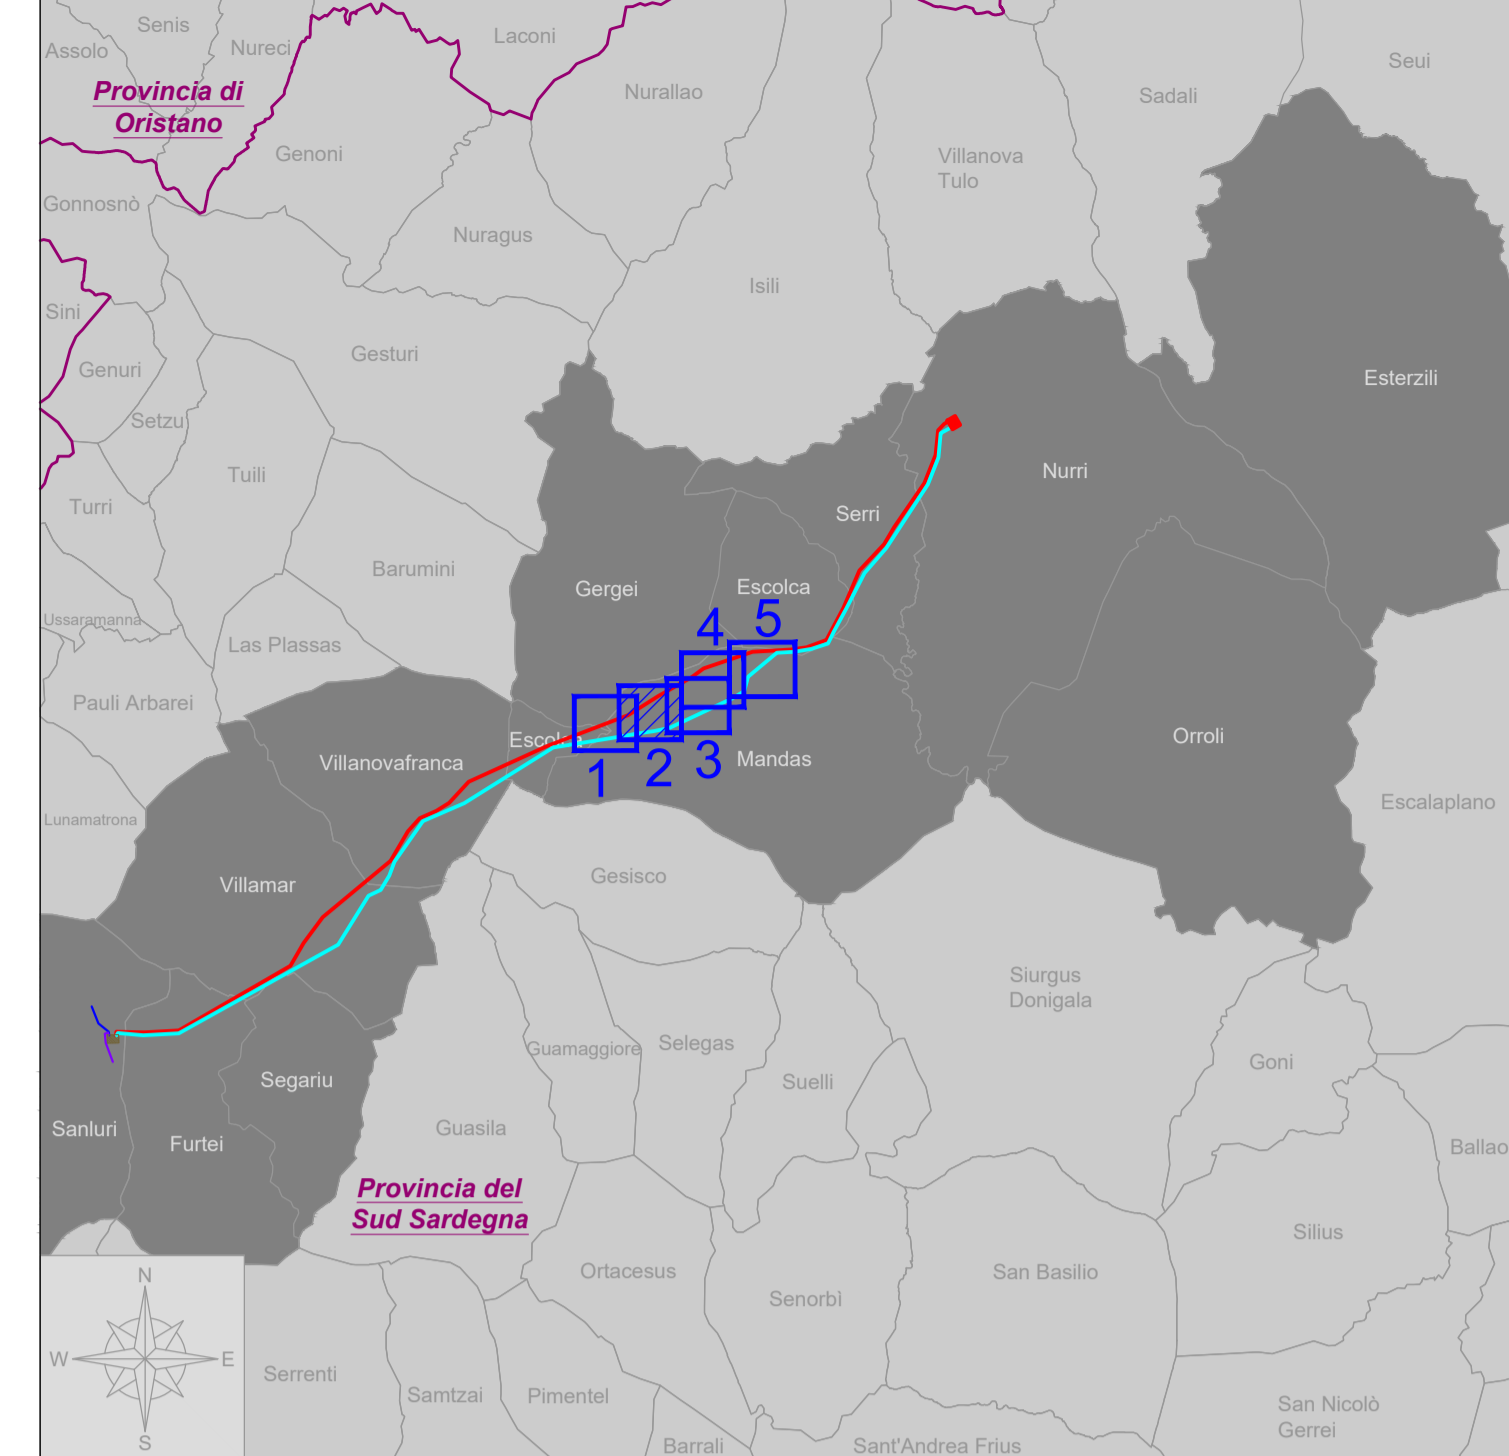 Senis
Laconi
Nureci
Assolo
Seui
Provincia di
Oristano
Nurallao
Sadali
Genoni
Villanova
Tulo
Gonnosnò
Nuragus
Isili
Sini
Gesturi
Genuri
Esterzili
Setzu
Tuili
Nurri
Turri
Serri
Barumini
Gergei
Escolca
Ussaramanna
4
5
Las Plassas
Pauli Arbarei
Orroli
Escolca
Villanovafranca
1
2
3
Mandas
Escalaplano
Lunamatrona
Gesisco
Villamar
Siurgus
Donigala
Guamaggiore
Selegas
Goni
Segariu
Suelli
Sanluri
Furtei
Guasila
Ballao
Provincia del
Sud Sardegna
Silius
Ortacesus
San Basilio
Senorbì
N
W
E
S
Serrenti
Samtzai
Pimentel
San Nicolò
Gerrei
Barrali
Sant'Andrea Frius